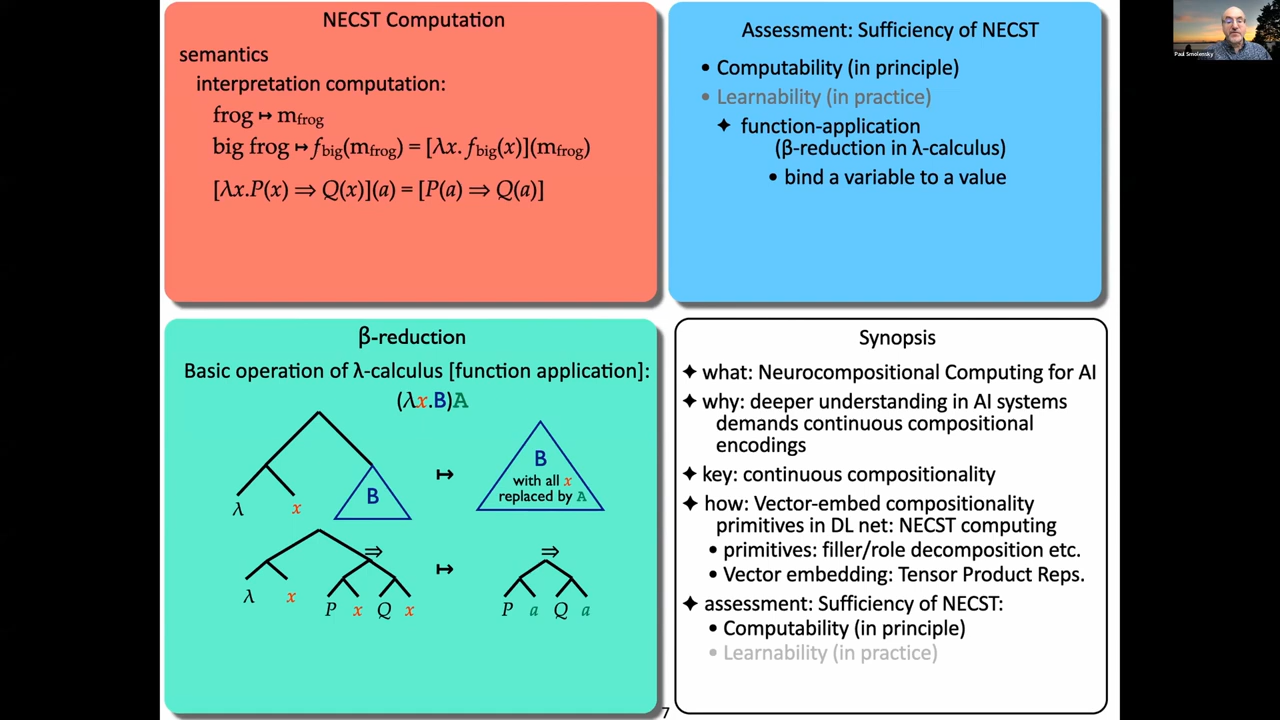 NECST Computation
semantics
interpretation computation:
frog ↦ m_frog
big frog ↦ f_big(m_frog) = [λx. f_big(x)](m_frog)
[λx.P(x) ⇒ Q(x)](a) = [P(a) ⇒ Q(a)]
Assessment: Sufficiency of NECST
• Computability (in principle)
• Learnability (in practice)
✦ function-application
(β-reduction in λ-calculus)
• bind a variable to a value
Paul Smolensky
β-reduction
Basic operation of λ-calculus [function application]:
(λx.B)A
λ x B ↦ B
with all x
replaced by A
⇒ ↦ ⇒
λ x P x Q x P a Q a
Synopsis
✦ what: Neurocompositional Computing for AI
✦ why: deeper understanding in AI systems
demands continuous compositional
encodings
✦ key: continuous compositionality
✦ how: Vector-embed compositionality
primitives in DL net: NECST computing
• primitives: filler/role decomposition etc.
• Vector embedding: Tensor Product Reps.
✦ assessment: Sufficiency of NECST:
• Computability (in principle)
• Learnability (in practice)
7